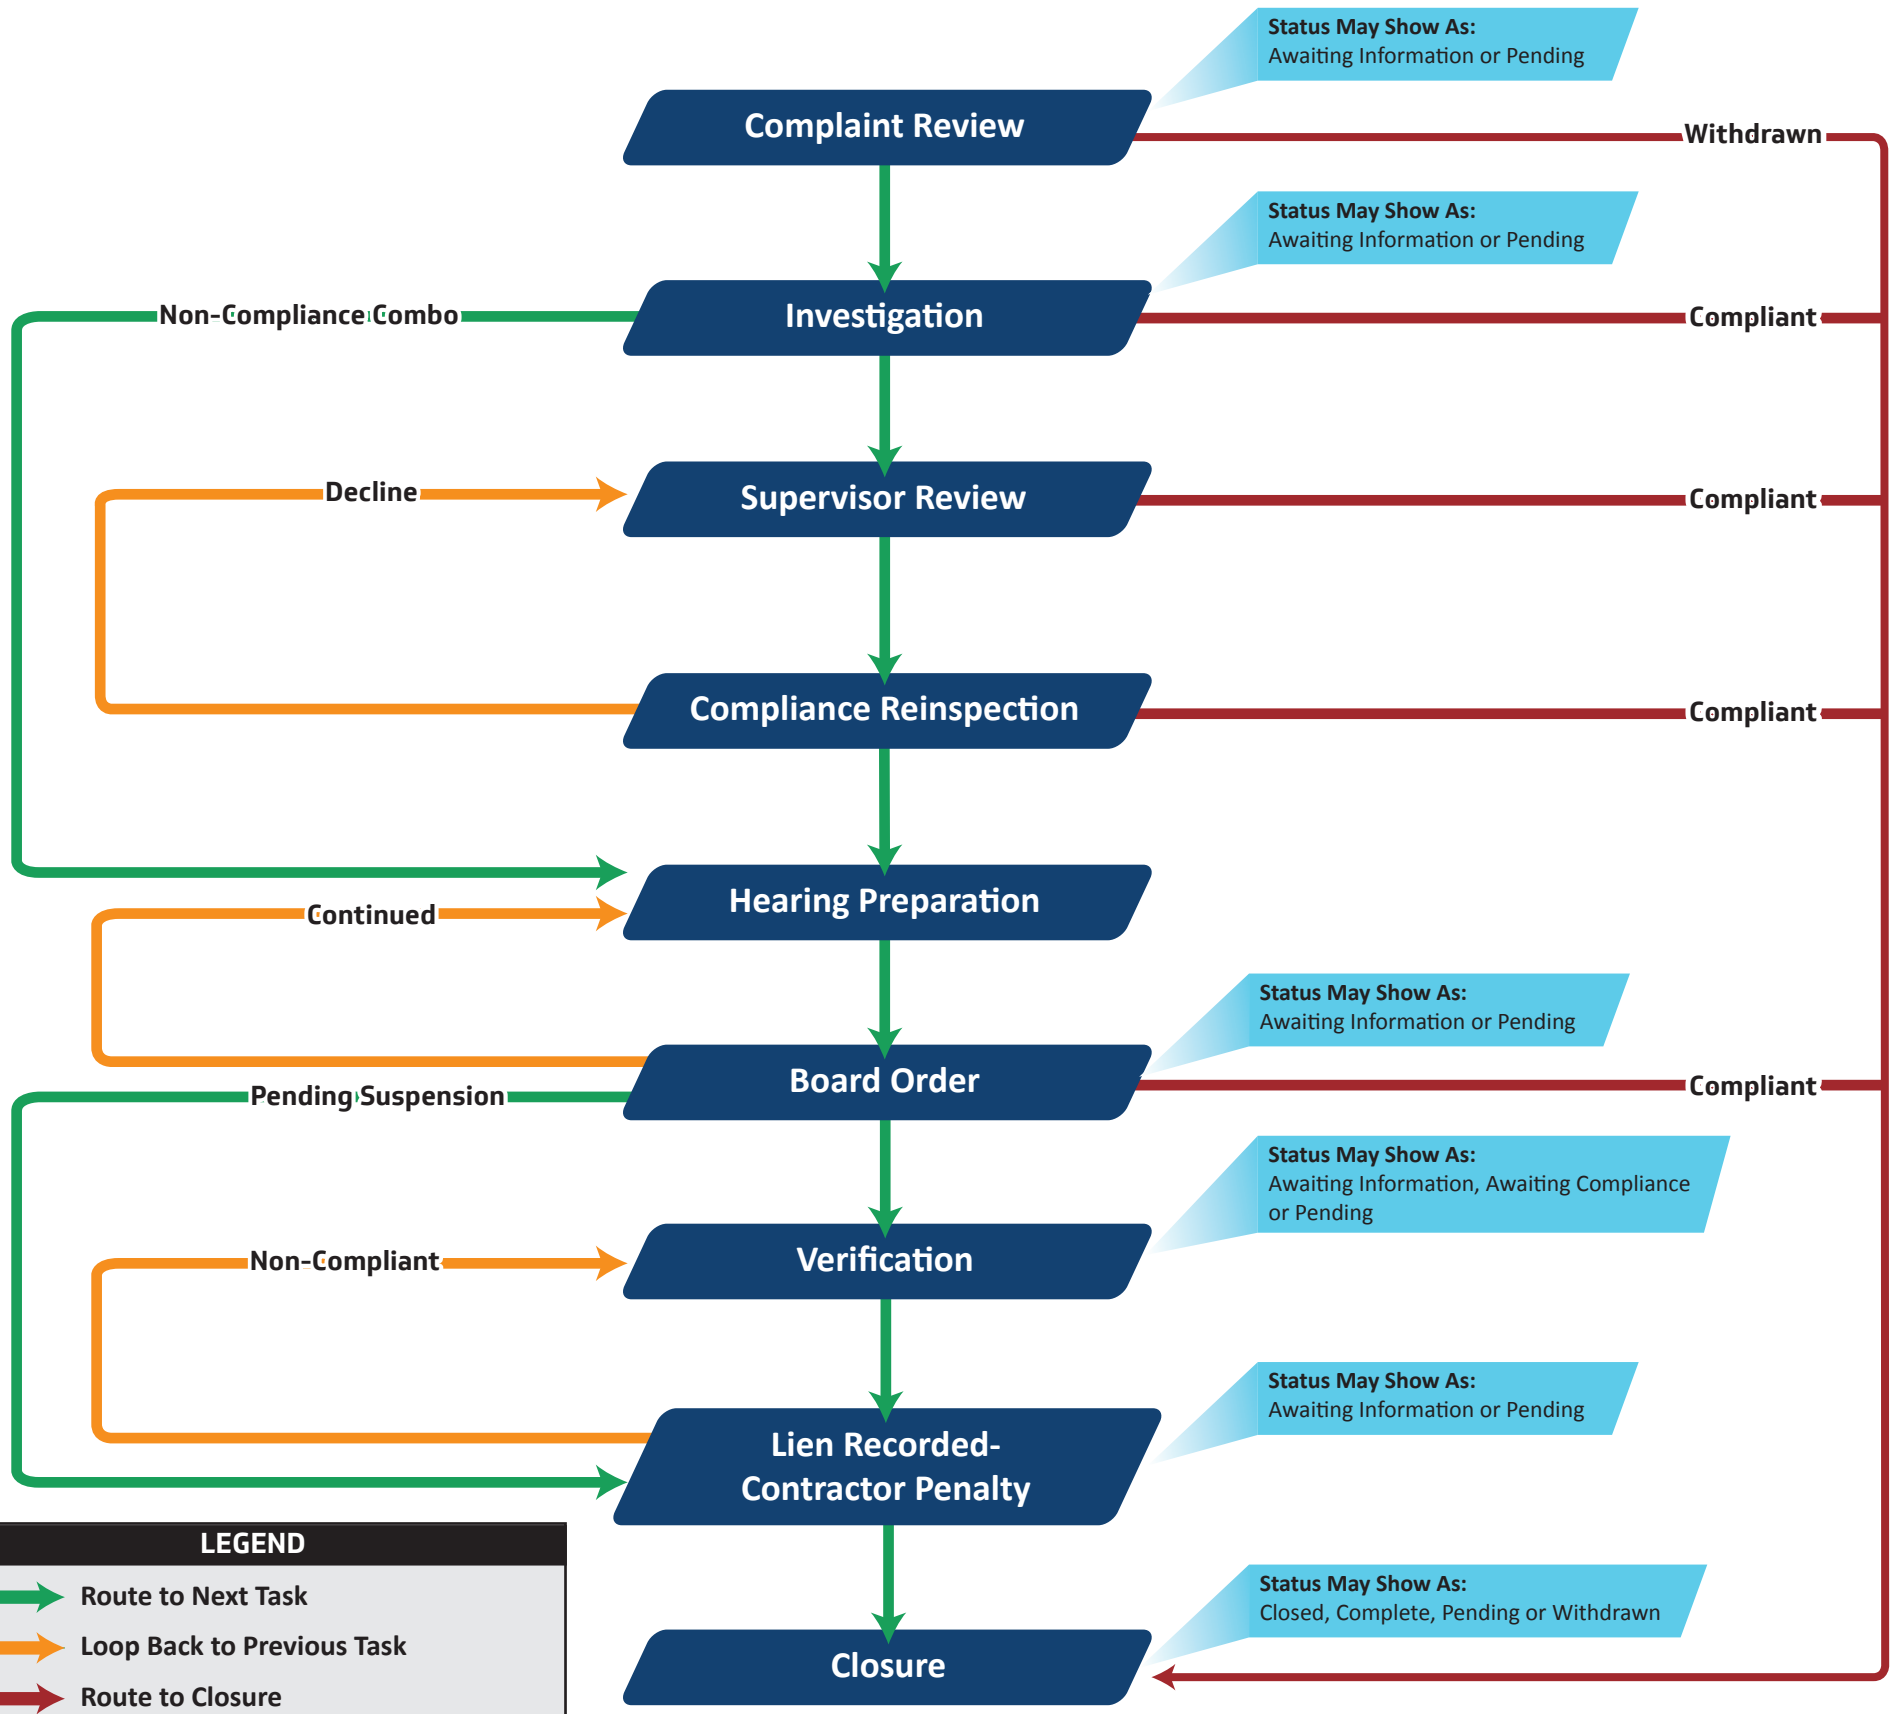 Status May Show As:
Awaiting Information or Pending
Complaint Review
Withdrawn
Status May Show As:
Awaiting Information or Pending
Non-Compliance Combo
Investigation
Compliant
Decline
Supervisor Review
Compliant
Compliance Reinspection
Compliant
Hearing Preparation
Continued
Status May Show As:
Awaiting Information or Pending
Board Order
Compliant
Pending Suspension
Status May Show As:
Awaiting Information, Awaiting Compliance
or Pending
Non-Compliant
Verification
Status May Show As:
Awaiting Information or Pending
Lien Recorded-
Contractor Penalty
LEGEND
Route to Next Task
Loop Back to Previous Task
Route to Closure
Status May Show As:
Closed, Complete, Pending or Withdrawn
Closure